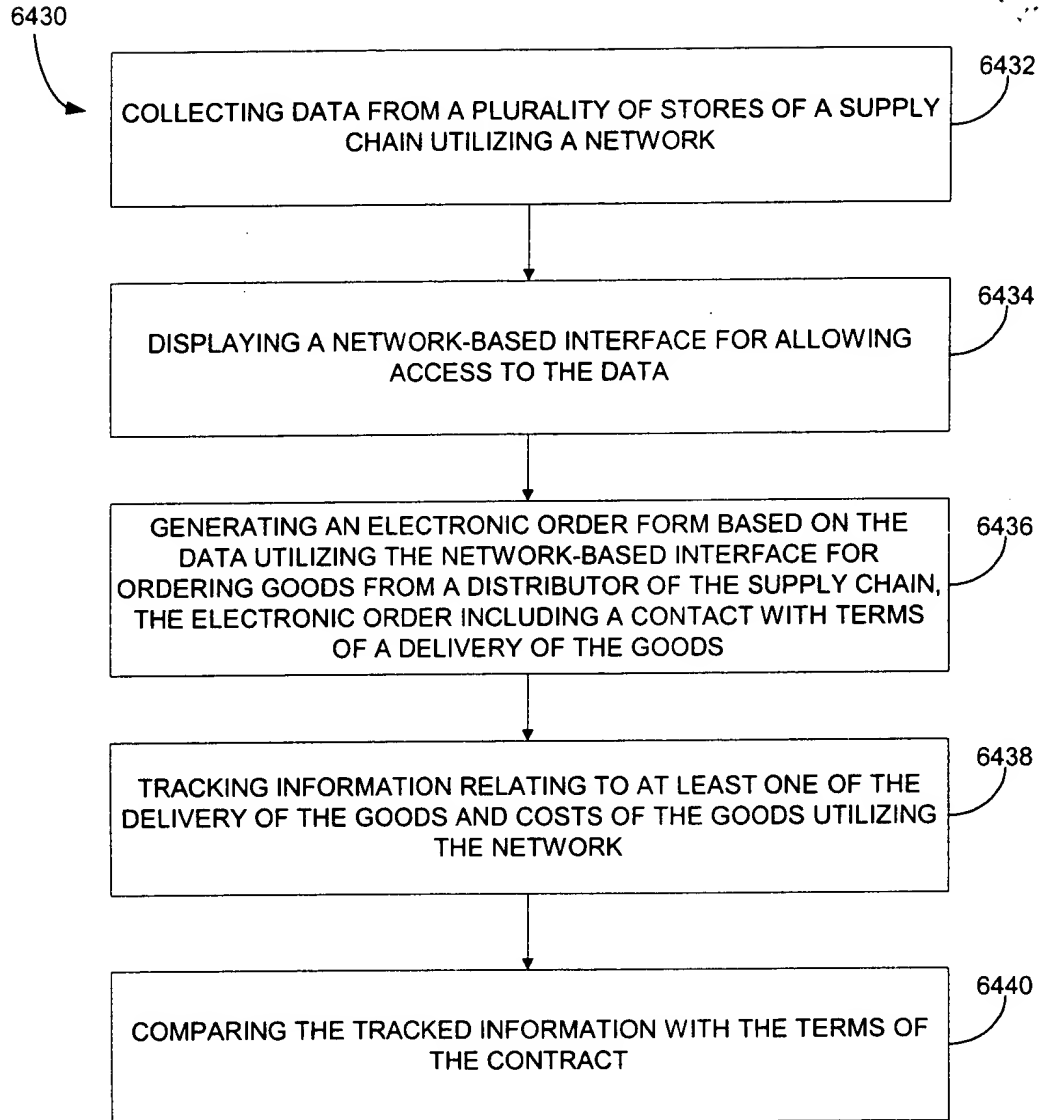 6430
6432
COLLECTING DATA FROM A PLURALITY OF STORES OF A SUPPLY
CHAIN UTILIZING A NETWORK
6434
DISPLAYING A NETWORK-BASED INTERFACE FOR ALLOWING
ACCESS TO THE DATA
6436
GENERATING AN ELECTRONIC ORDER FORM BASED ON THE
DATA UTILIZING THE NETWORK-BASED INTERFACE FOR
ORDERING GOODS FROM A DISTRIBUTOR OF THE SUPPLY CHAIN,
THE ELECTRONIC ORDER INCLUDING A CONTACT WITH TERMS
OF A DELIVERY OF THE GOODS
6438
TRACKING INFORMATION RELATING TO AT LEAST ONE OF THE
DELIVERY OF THE GOODS AND COSTS OF THE GOODS UTILIZING
THE NETWORK
6440
COMPARING THE TRACKED INFORMATION WITH THE TERMS OF
THE CONTRACT